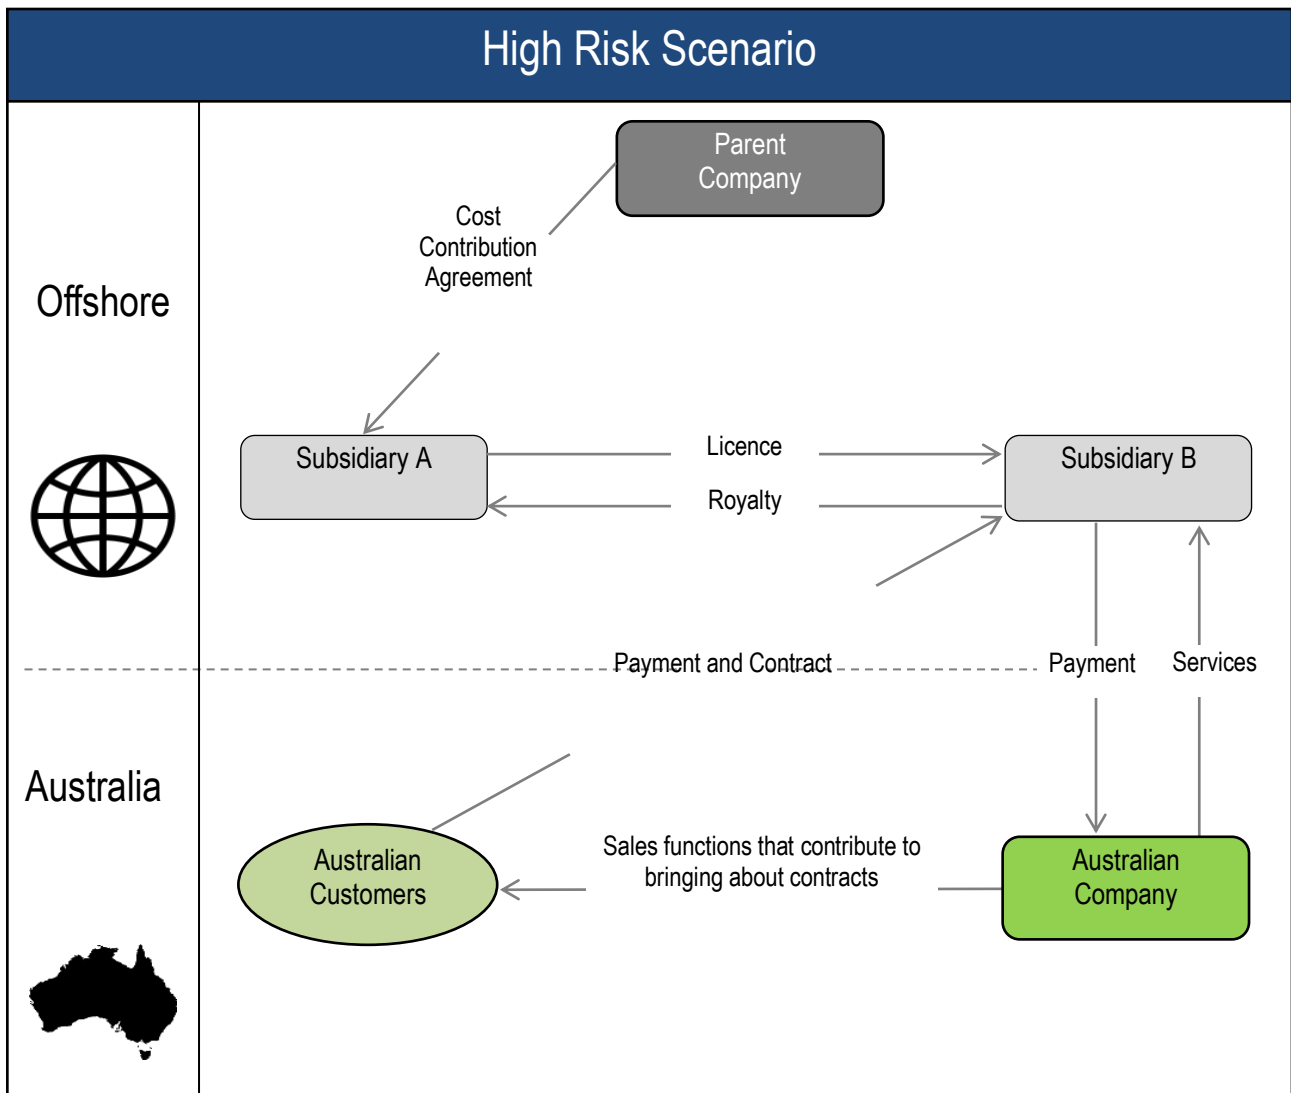 High Risk Scenario
Parent
Company
Cost
Contribution
Agreement
Offshore
Subsidiary A
Licence
Royalty
Subsidiary B
Payment and Contract
Payment
Services
Australia
Australian
Customers
Sales functions that contribute to
bringing about contracts
Australian
Company